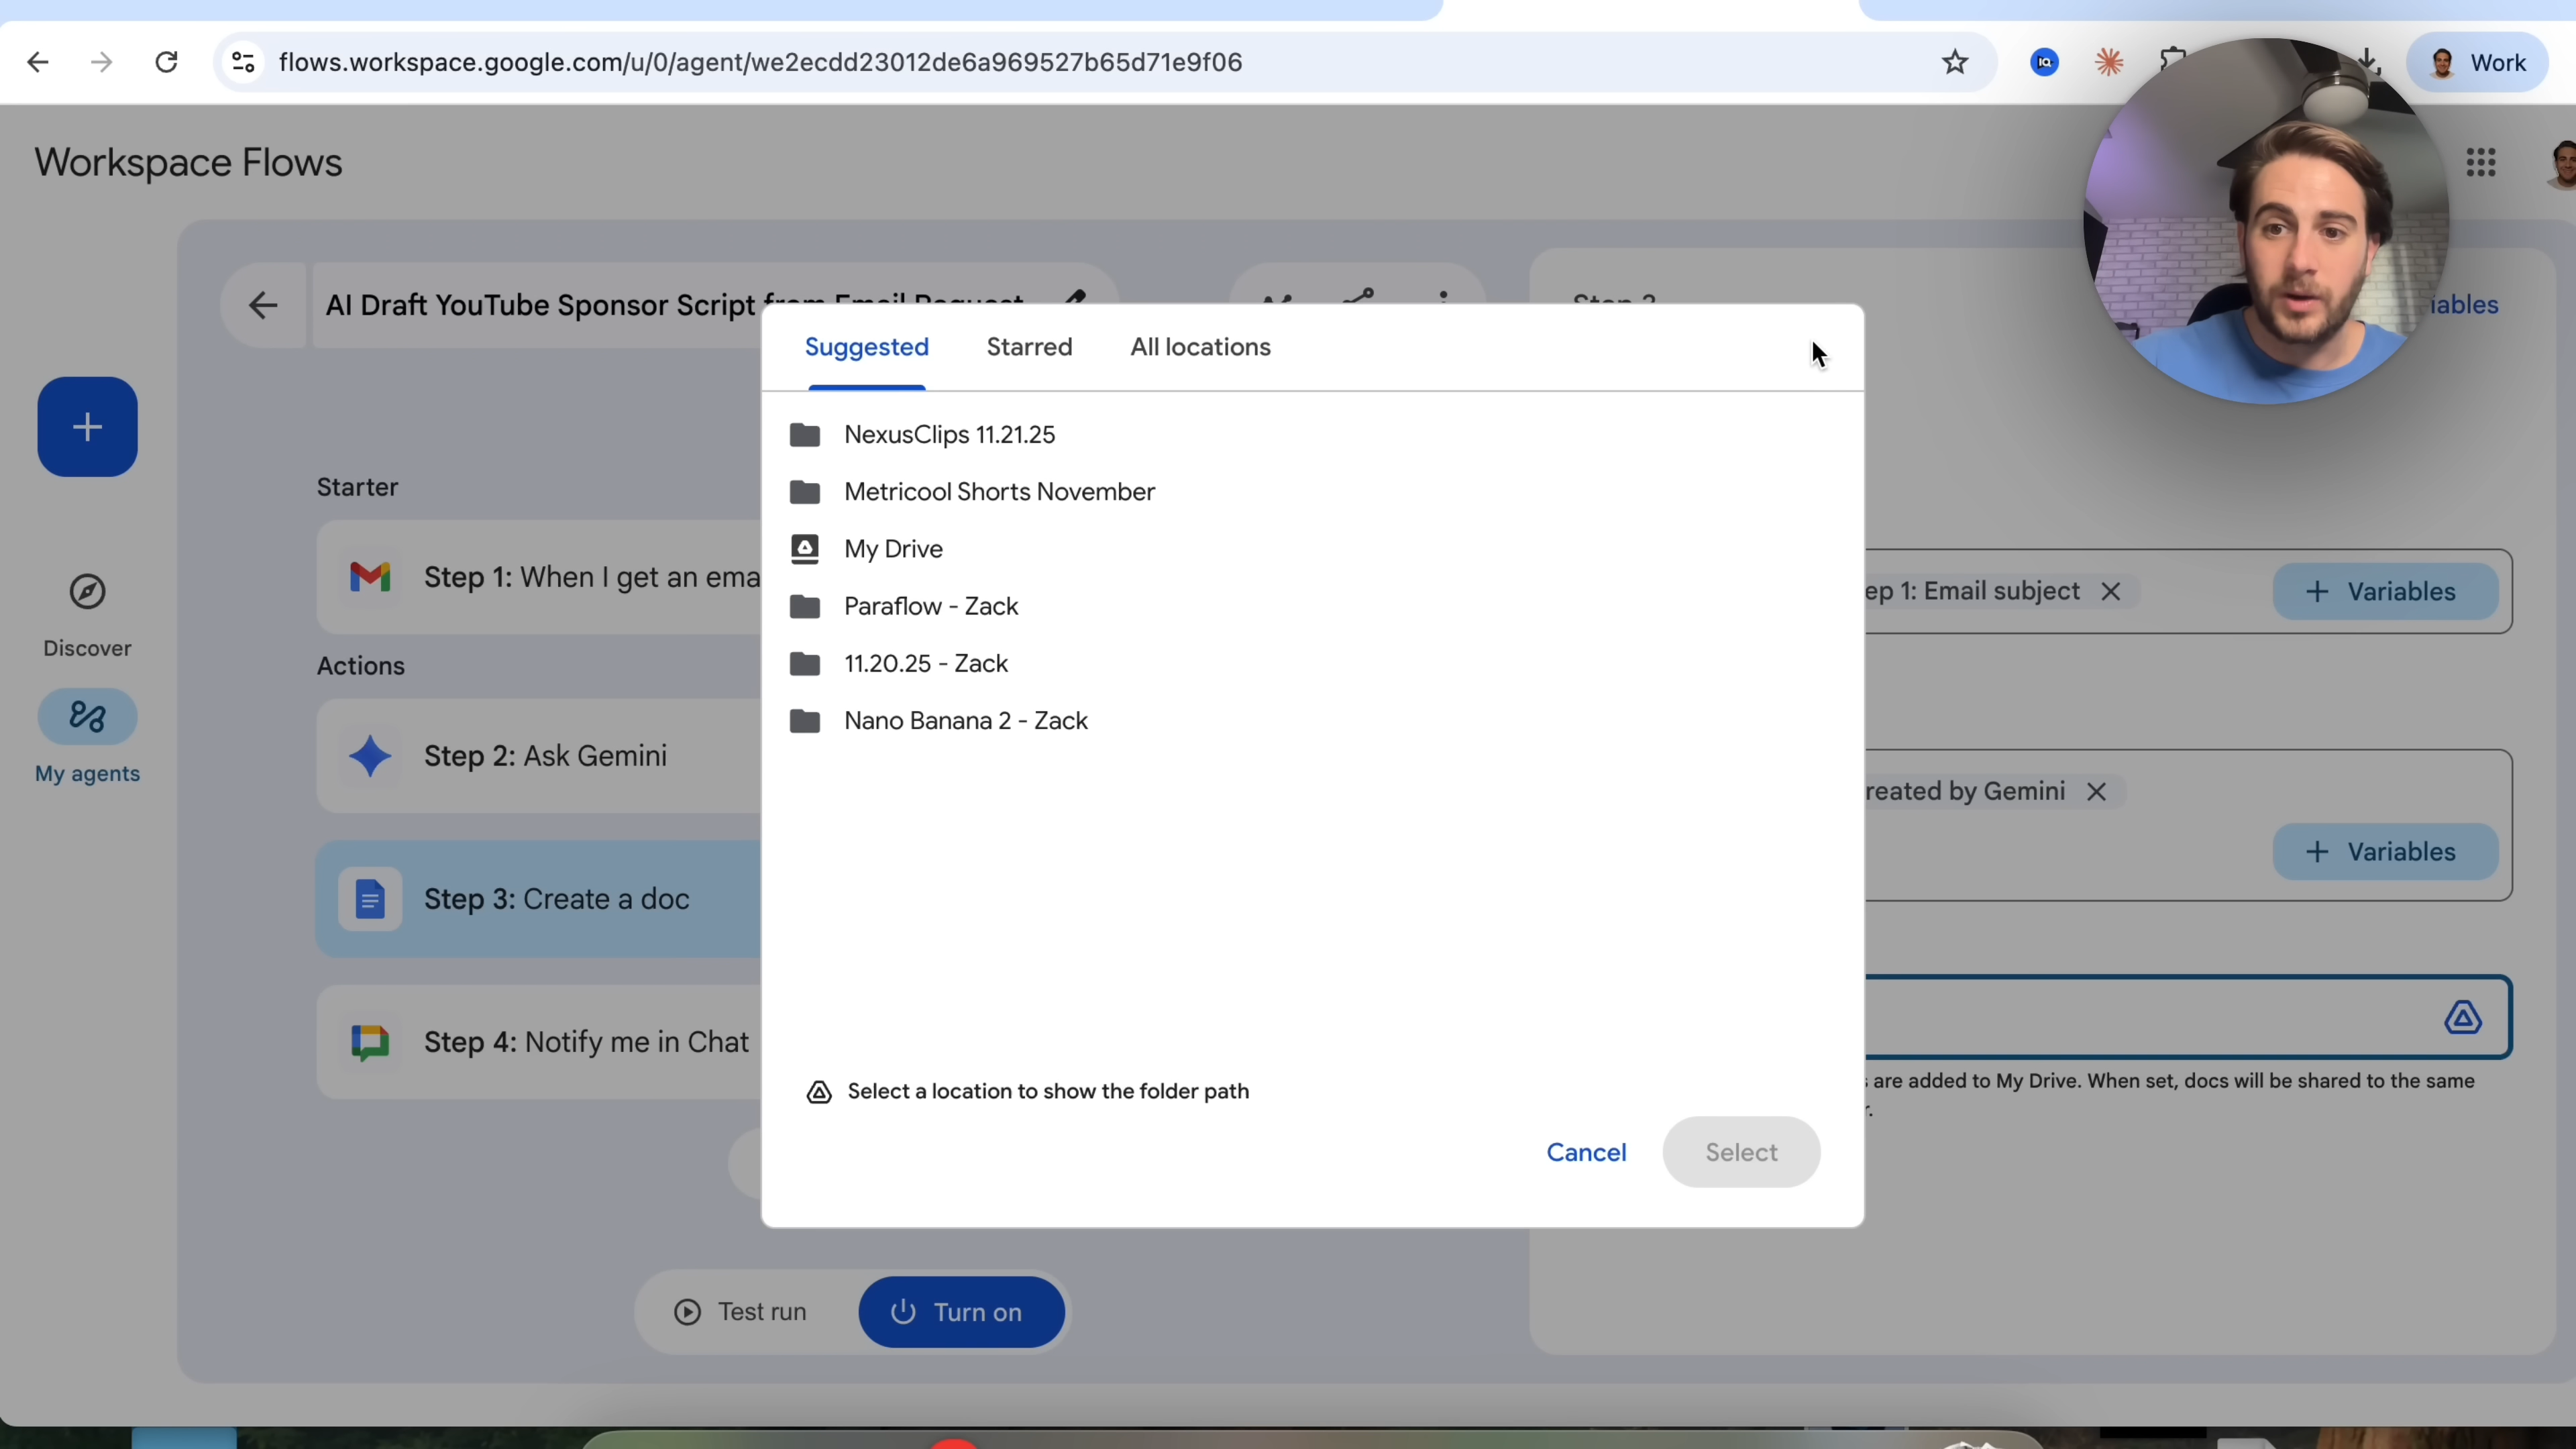 flows.workspace.google.com/u/0/agent/we2ecdd23012de6a969527b65d71e9f06
Work
Workspace Flows
AI Draft YouTube Sponsor Script from Email Request
Step 3
iables
Suggested
Starred
All locations
NexusClips 11.21.25
Metricool Shorts November
My Drive
Paraflow - Zack
11.20.25 - Zack
Nano Banana 2 - Zack
Select a location to show the folder path
Cancel
Select
Discover
My agents
Starter
Step 1: When I get an ema
Actions
Step 2: Ask Gemini
Step 3: Create a doc
Step 4: Notify me in Chat
Test run
Turn on
ep 1: Email subject
Variables
reated by Gemini
Variables
are added to My Drive. When set, docs will be shared to the same
r.